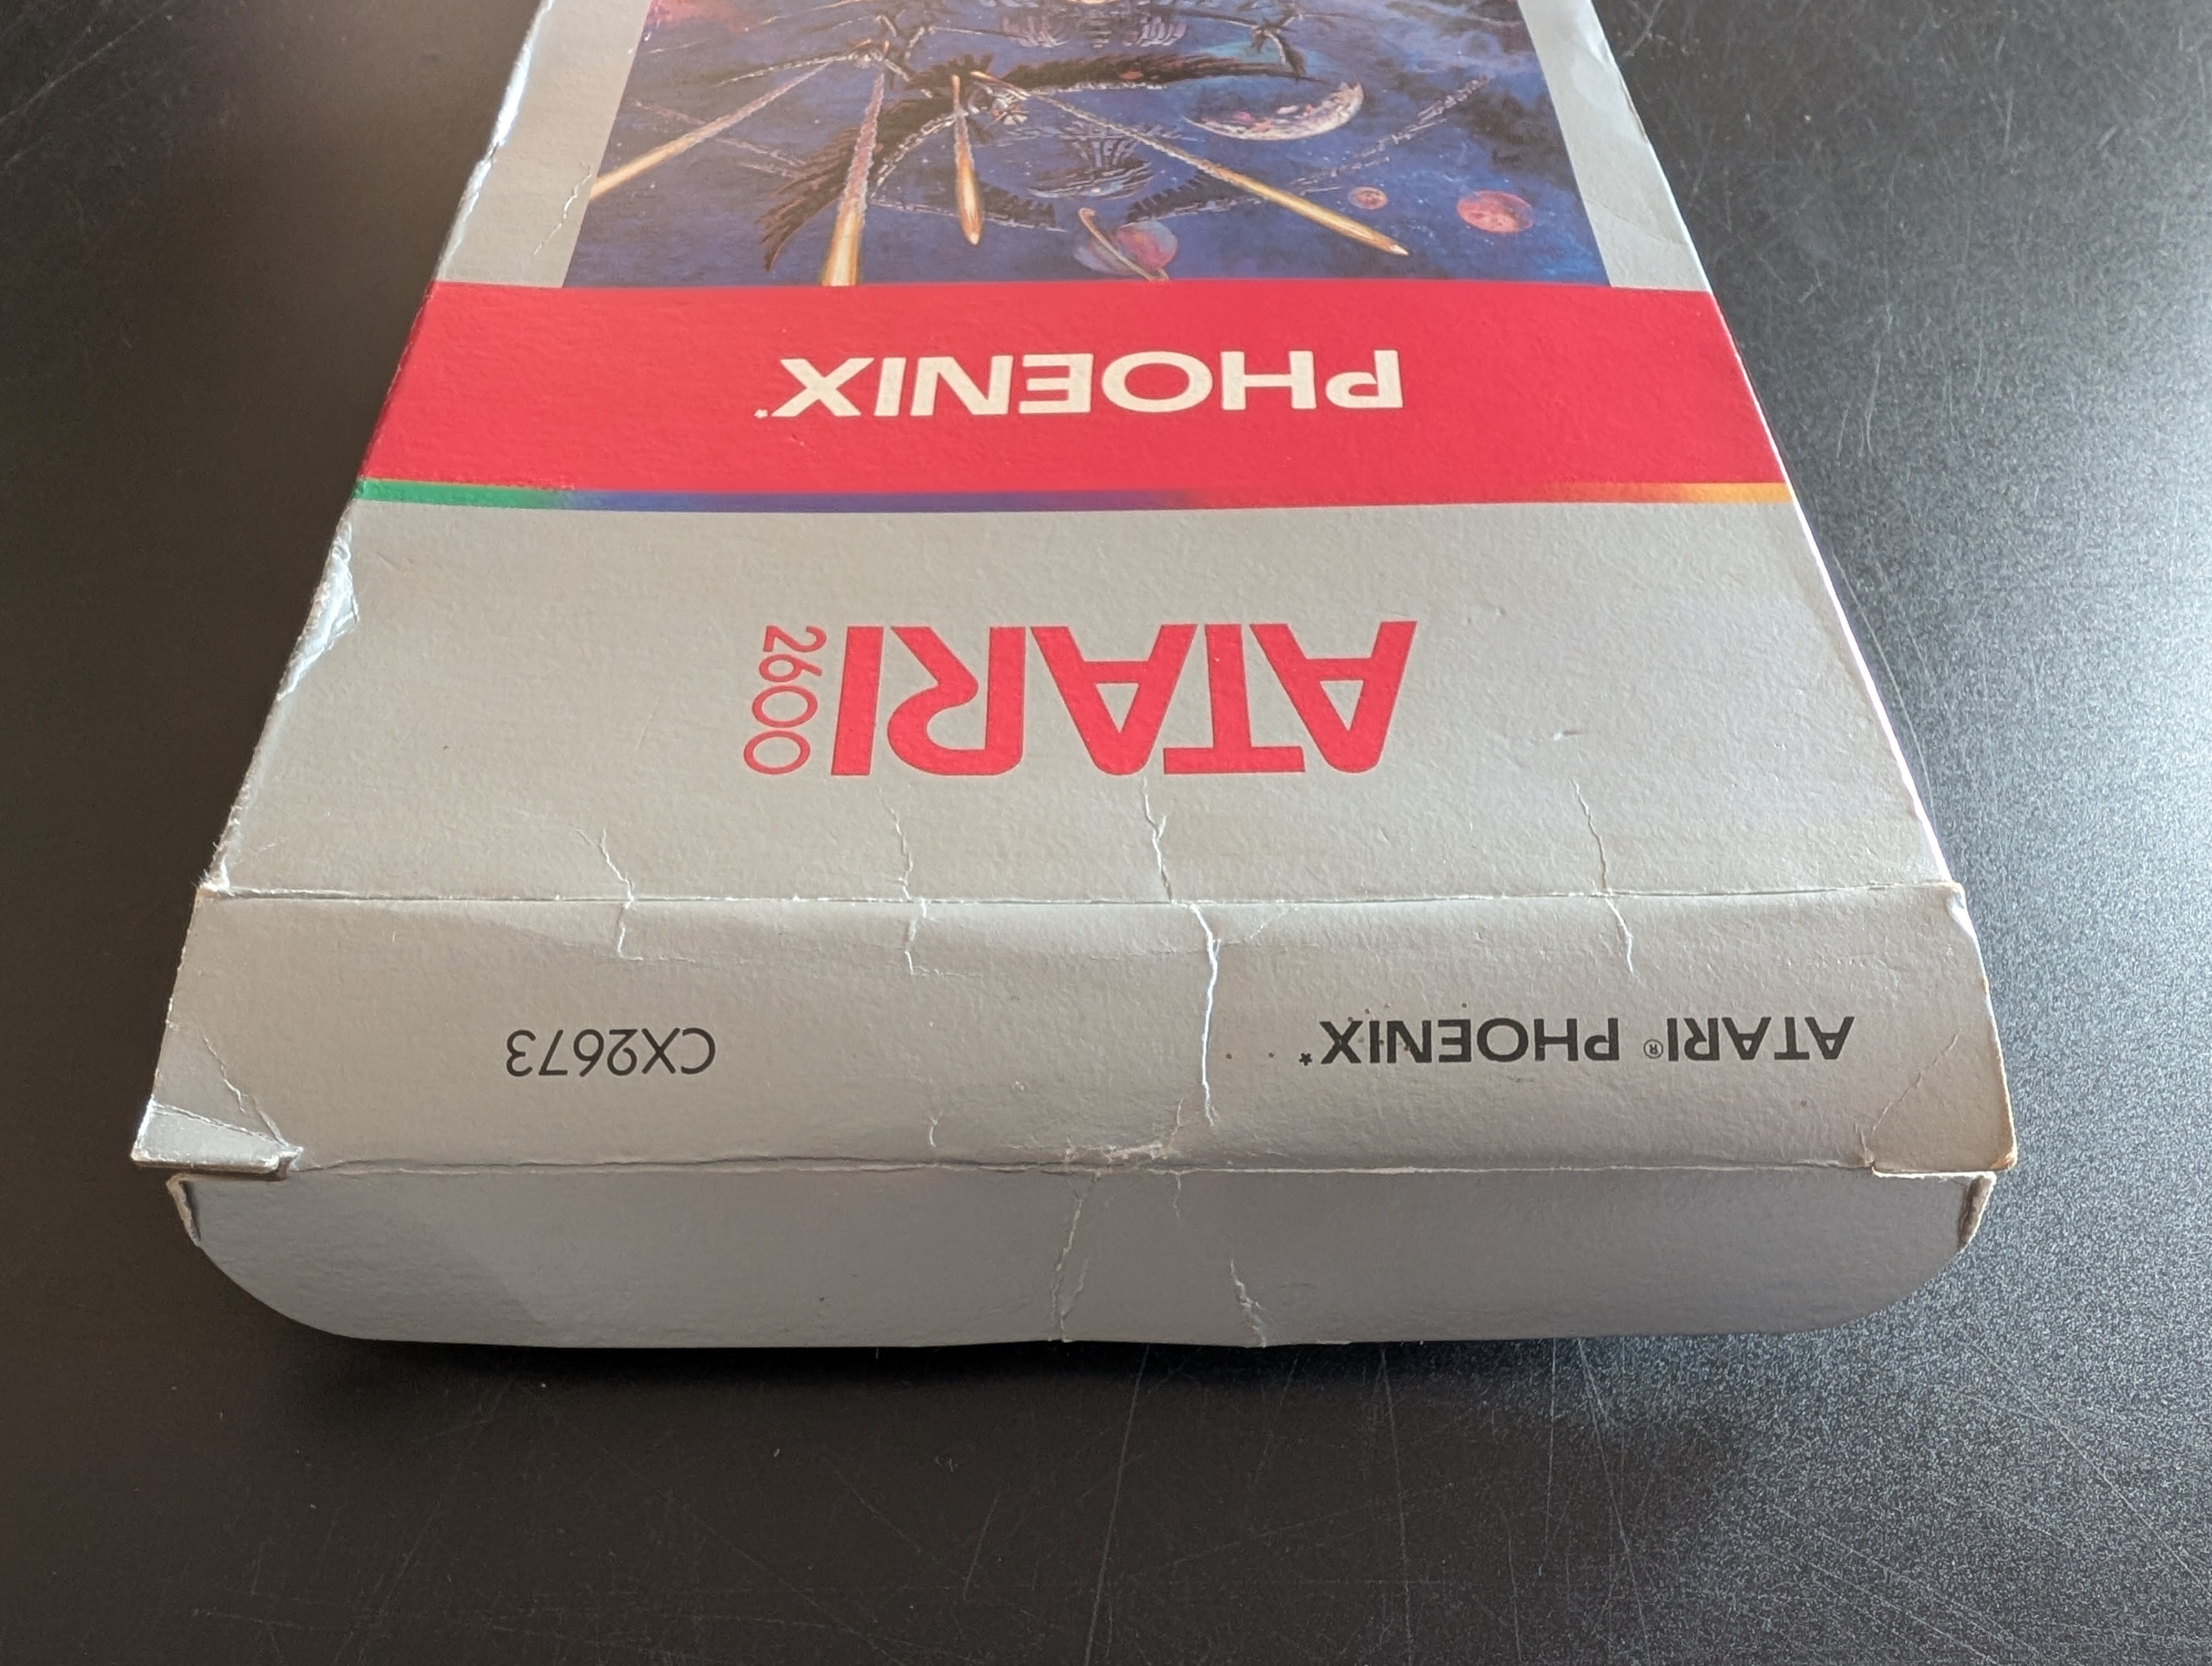 ATARI® PHOENIX* CX2673
ATARI 2600
PHOENIX*